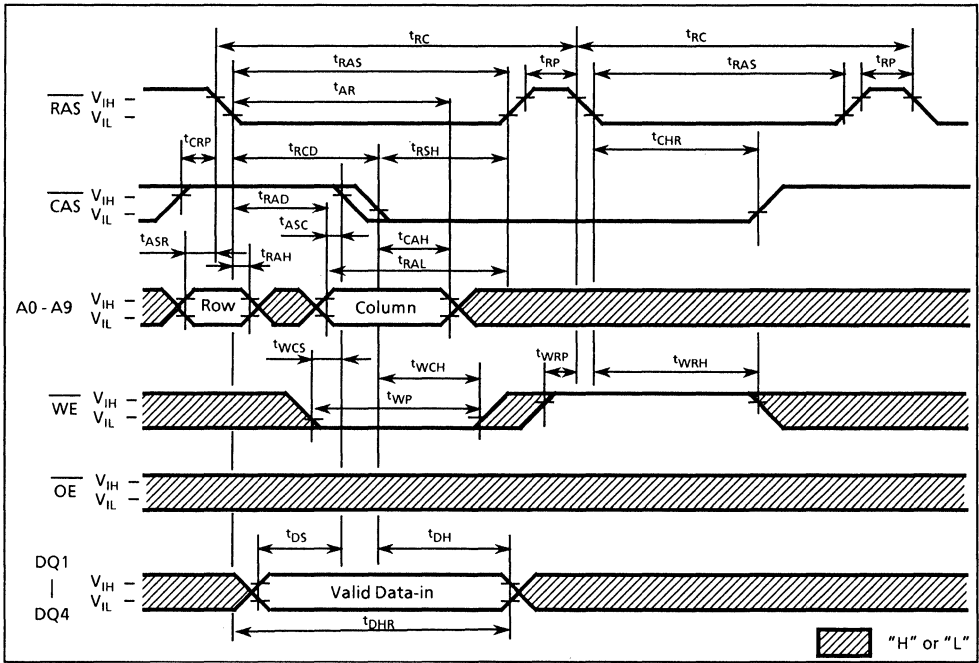 tRC tRC
tRAS tRP tRAS tRP
tAR
RAS VIH VIL
tCRP tRCD tRSH tCHR
CAS VIH VIL
tRAD
tASC
tASR tRAH tCAH
tRAL
A0 - A9 VIH VIL Row Column
tWCS tWCH tWRP tWRH
tWP
WE VIH VIL
OE VIH VIL
tDS tDH
DQ1
|
DQ4
VIH VIL Valid Data-in
tDHR
"H" or "L"